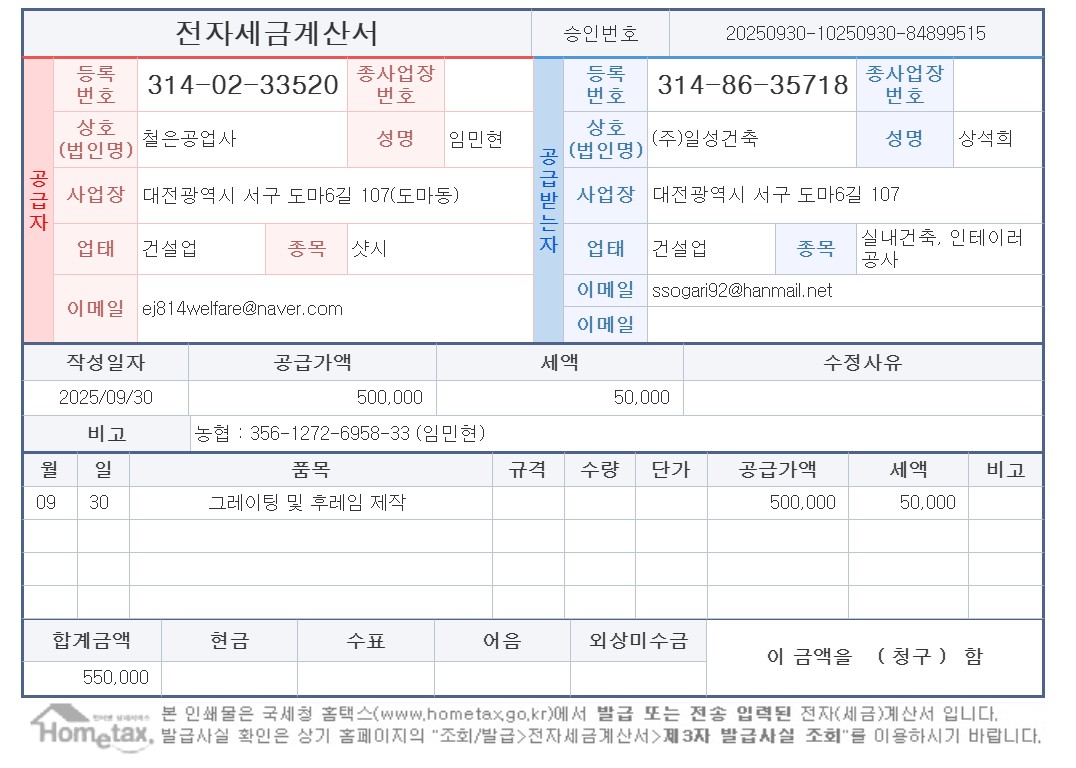 전자세금계산서 승인번호 20250930-10250930-84899515
공급자
등록번호 314-02-33520 종사업장번호
상호(법인명) 철은공업사 성명 임민현
사업장 대전광역시 서구 도마6길 107(도마동)
업태 건설업 종목 샷시
이메일 ej814welfare@naver.com
공급받는자
등록번호 314-86-35718 종사업장번호
상호(법인명) (주)일성건축 성명 상석희
사업장 대전광역시 서구 도마6길 107
업태 건설업 종목 실내건축, 인테이러공사
이메일 ssogari92@hanmail.net
이메일
작성일자 공급가액 세액 수정사유
2025/09/30 500,000 50,000
비고 농협 : 356-1272-6958-33 (임민현)
월 일 품목 규격 수량 단가 공급가액 세액 비고
09 30 그레이팅 및 후레임 제작 500,000 50,000
합계금액 현금 수표 어음 외상미수금 이 금액을 ( 청구 ) 함
550,000
Hometax. 본 인쇄물은 국세청 홈택스(www.hometax.go.kr)에서 발급 또는 전송 입력된 전자(세금)계산서 입니다.
발급사실 확인은 상기 홈페이지의 "조회/발급>전자세금계산서>제3자 발급사실 조회"를 이용하시기 바랍니다.